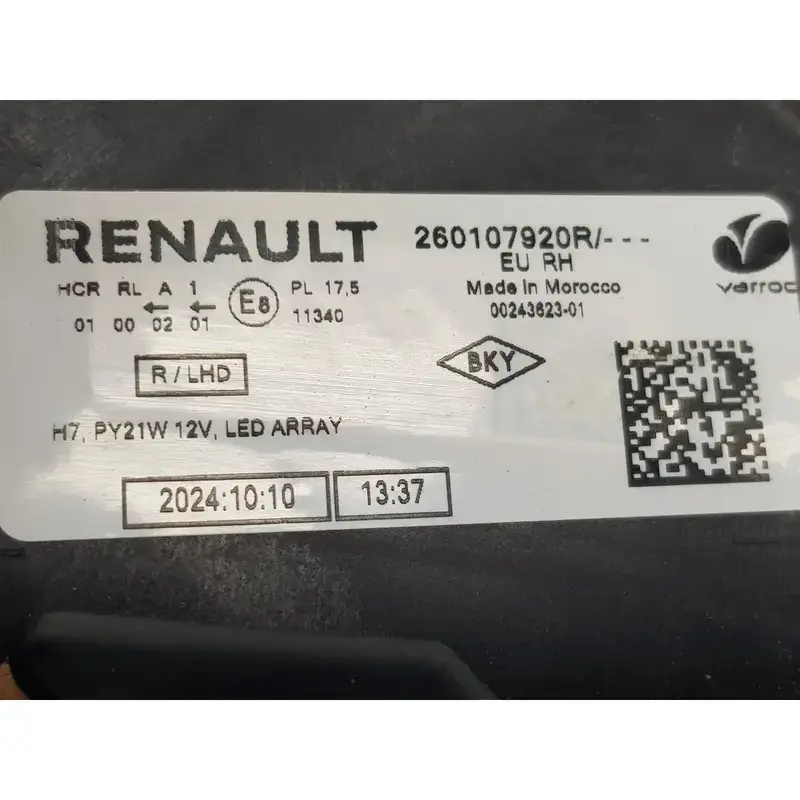 RENAULT
260107920R/---
EU RH
Made in Morocco
00243623-01
varroc
HCR RL A 1
← ←
01 00 02 01
E8
PL 17,5
11340
R/LHD
BKY
H7, PY21W 12V, LED ARRAY
2024:10:10
13:37